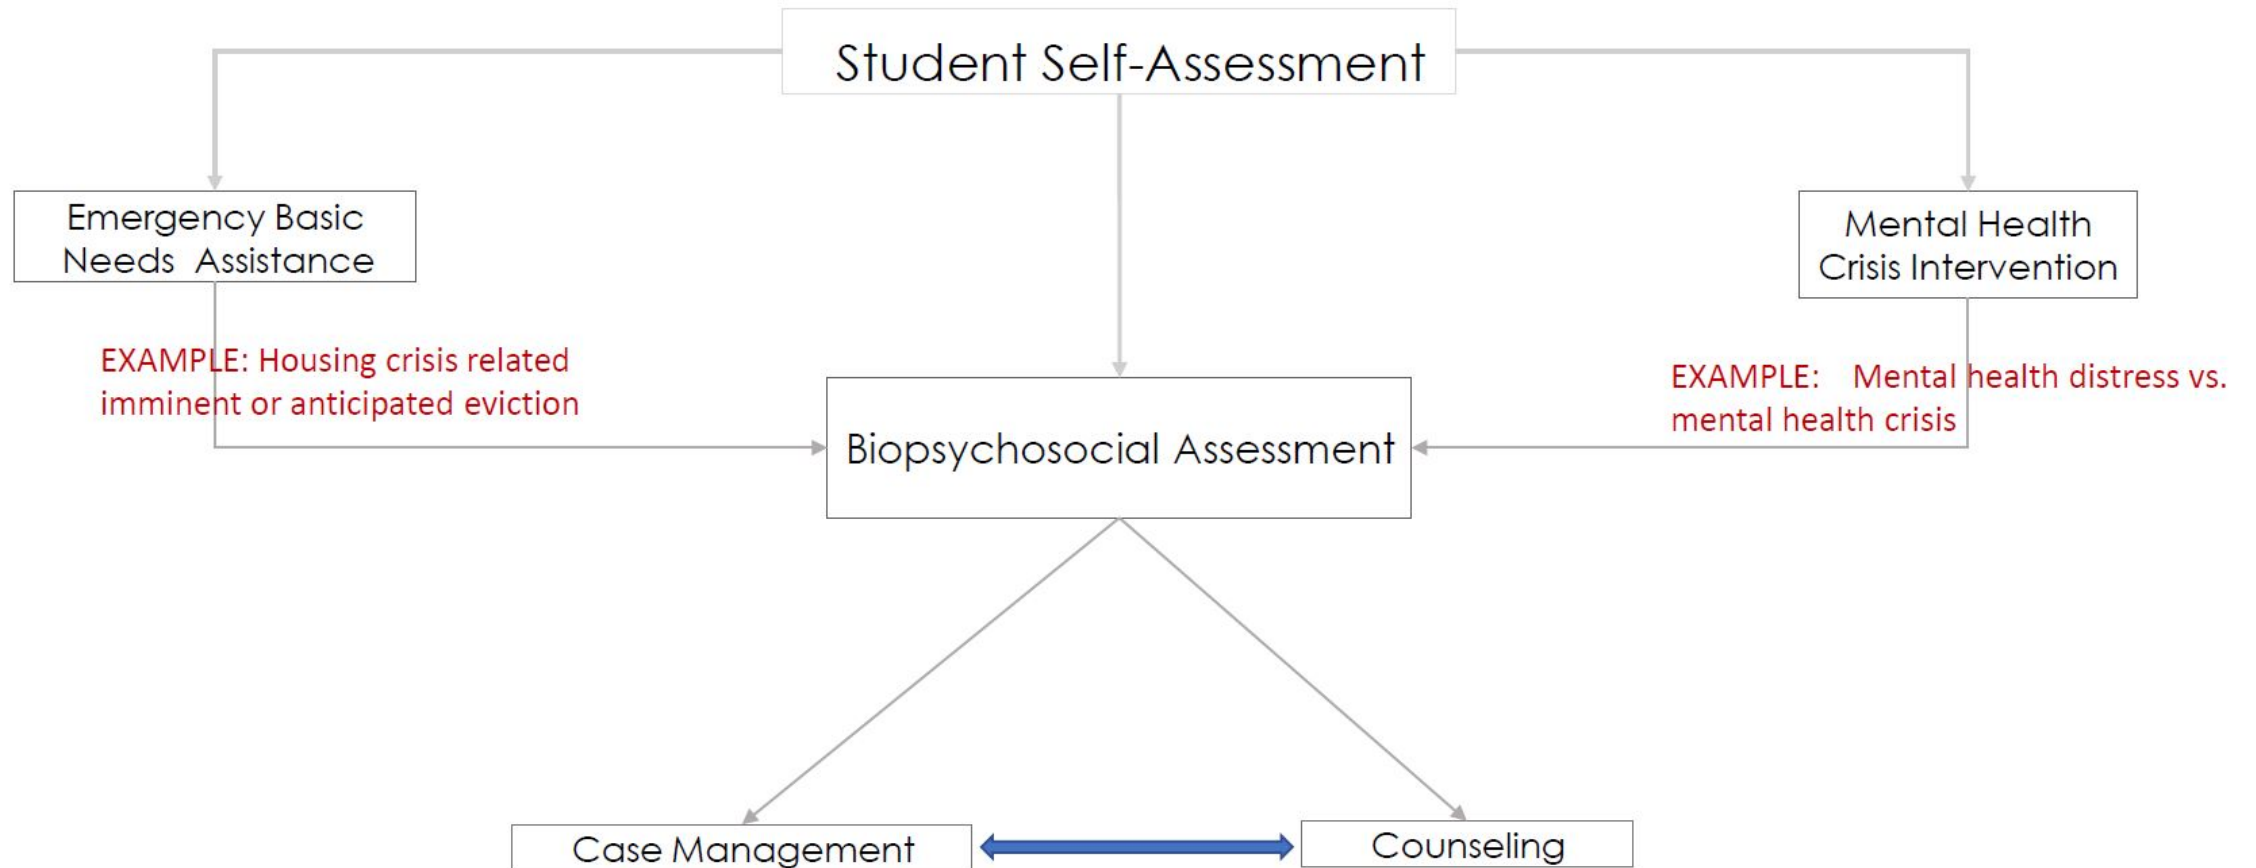 Student Self-Assessment
Emergency Basic
Needs Assistance
Mental Health
Crisis Intervention
EXAMPLE: Housing crisis related
imminent or anticipated eviction
EXAMPLE: Mental health distress vs.
mental health crisis
Biopsychosocial Assessment
Case Management
Counseling